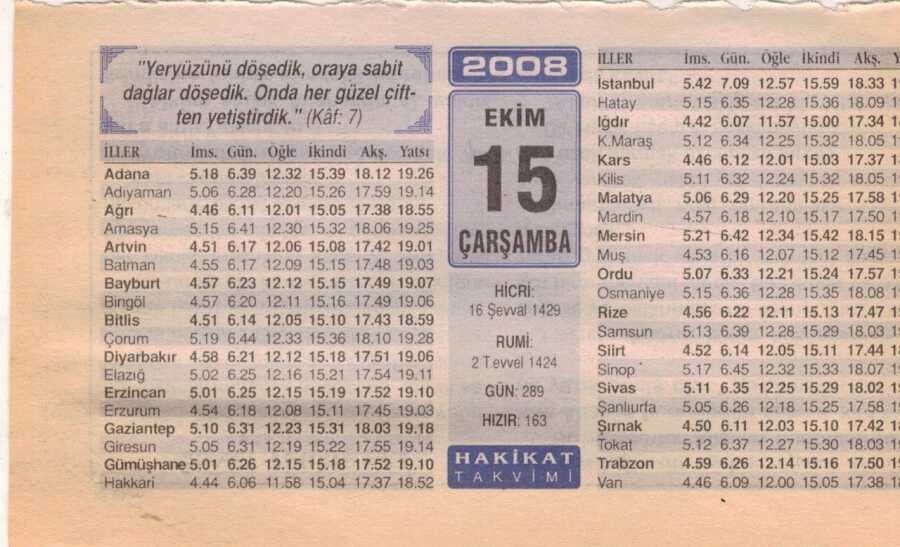 "Yeryüzünü döşedik, oraya sabit
dağlar döşedik. Onda her güzel çift-
ten yetiştirdik." (Kâf: 7)
İLLER İms. Gün. Öğle İkindi Akş. Yatsı
Adana 5.18 6.39 12.32 15.39 18.12 19.26
Adıyaman 5.06 6.28 12.20 15.26 17.59 19.14
Ağrı 4.46 6.11 12.01 15.05 17.38 18.55
Amasya 5.15 6.41 12.30 15.32 18.06 19.25
Artvin 4.51 6.17 12.06 15.08 17.42 19.01
Batman 4.55 6.17 12.09 15.15 17.48 19.03
Bayburt 4.57 6.23 12.12 15.15 17.49 19.07
Bingöl 4.57 6.20 12.11 15.16 17.49 19.06
Bitlis 4.51 6.14 12.05 15.10 17.43 18.59
Çorum 5.19 6.44 12.33 15.36 18.10 19.28
Diyarbakır 4.58 6.21 12.12 15.18 17.51 19.06
Elazığ 5.02 6.25 12.16 15.21 17.54 19.11
Erzincan 5.01 6.25 12.15 15.19 17.52 19.10
Erzurum 4.54 6.18 12.08 15.11 17.45 19.03
Gaziantep 5.10 6.31 12.23 15.31 18.03 19.18
Giresun 5.05 6.31 12.19 15.22 17.55 19.14
Gümüşhane 5.01 6.26 12.15 15.18 17.52 19.10
Hakkari 4.44 6.06 11.58 15.04 17.37 18.52
2008
EKİM
15
ÇARŞAMBA
HİCRİ:
16 Şevval 1429
RUMİ:
2 T.evvel 1424
GÜN: 289
HIZIR: 163
HAKİKAT
TAKVİMİ
İLLER İms. Gün. Öğle İkindi Akş. Y
İstanbul 5.42 7.09 12.57 15.59 18.33 1
Hatay 5.15 6.35 12.28 15.36 18.09 1
Iğdır 4.42 6.07 11.57 15.00 17.34 1
K.Maraş 5.12 6.34 12.25 15.32 18.05 1
Kars 4.46 6.12 12.01 15.03 17.37 1
Kilis 5.11 6.32 12.24 15.32 18.05 1
Malatya 5.06 6.29 12.20 15.25 17.58 1
Mardin 4.57 6.18 12.10 15.17 17.50 1
Mersin 5.21 6.42 12.34 15.42 18.15 1
Muş 4.53 6.16 12.07 15.12 17.45 1
Ordu 5.07 6.33 12.21 15.24 17.57 1
Osmaniye 5.15 6.36 12.28 15.35 18.08 1
Rize 4.56 6.22 12.11 15.13 17.47 1
Samsun 5.13 6.39 12.28 15.29 18.03 1
Siirt 4.52 6.14 12.05 15.11 17.44 1
Sinop 5.17 6.45 12.32 15.33 18.07 1
Sivas 5.11 6.35 12.25 15.29 18.02 1
Şanlıurfa 5.05 6.26 12.18 15.25 17.58 1
Şırnak 4.50 6.11 12.03 15.10 17.42 1
Tokat 5.12 6.37 12.27 15.30 18.03 1
Trabzon 4.59 6.26 12.14 15.16 17.50 1
Van 4.46 6.09 12.00 15.05 17.38 1